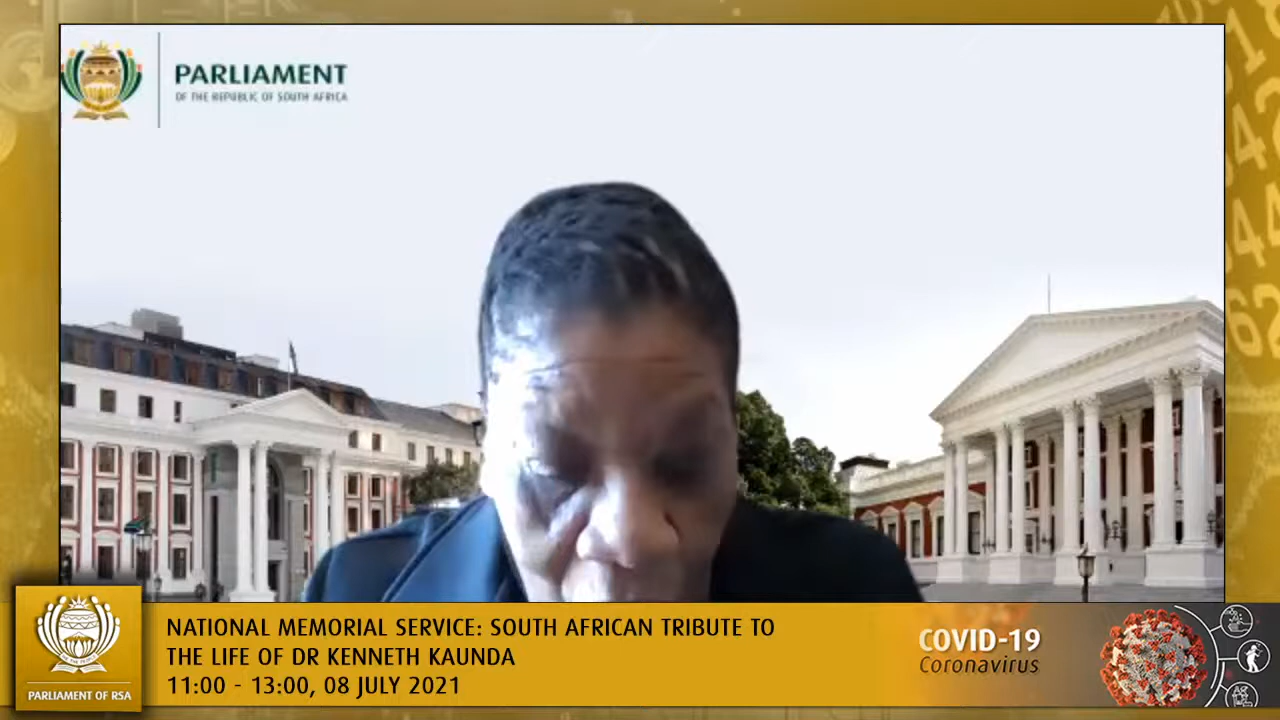 PARLIAMENT
OF THE REPUBLIC OF SOUTH AFRICA
NATIONAL MEMORIAL SERVICE: SOUTH AFRICAN TRIBUTE TO
THE LIFE OF DR KENNETH KAUNDA
11:00 - 13:00, 08 JULY 2021
PARLIAMENT OF RSA
COVID-19
Coronavirus